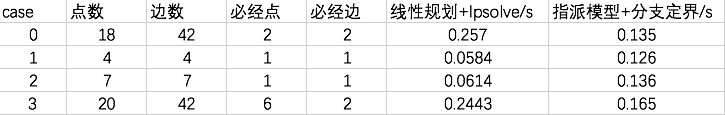 case 点数 边数 必经点 必经边 线性规划+lpsolve/s 指派模型+分支定界/s
0 18 42 2 2 0.257 0.135
1 4 4 1 1 0.0584 0.126
2 7 7 1 1 0.0614 0.136
3 20 42 6 2 0.2443 0.165